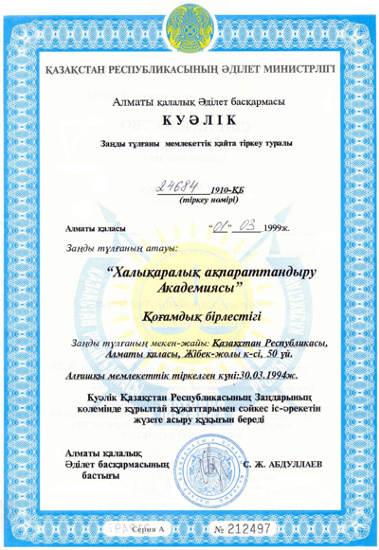 ҚАЗАҚСТАН РЕСПУБЛИКАСЫНЫҢ ӘДІЛЕТ МИНИСТРЛІГІ
Алматы қалалық Әділет басқармасы
КУӘЛІК
Заңды тұлғаны мемлекеттік қайта тіркеу туралы
24684 1910-ҚБ
(тіркеу нөмірі)
Алматы қаласы "01" 03 1999ж.
Заңды тұлғаның атауы:
“Халықаралық ақпараттандыру
Академиясы”
Қоғамдық бірлестігі
Заңды тұлғаның мекен-жайы: Қазақстан Республикасы,
Алматы қаласы, Жібек-жолы к-сі, 50 үй.
Алғашқы мемлекеттік тіркелген күні:30.03.1994ж.
Куәлік Қазақстан Республикасының Заңдарының
көлемінде құрылтай құжаттарымен сәйкес іс-әрекетін
жүзеге асыру құқығын береді
Алматы қалалық
Әділет басқармасының
бастығы
С. Ж. АБДУЛЛАЕВ
Серия А
№ 212497